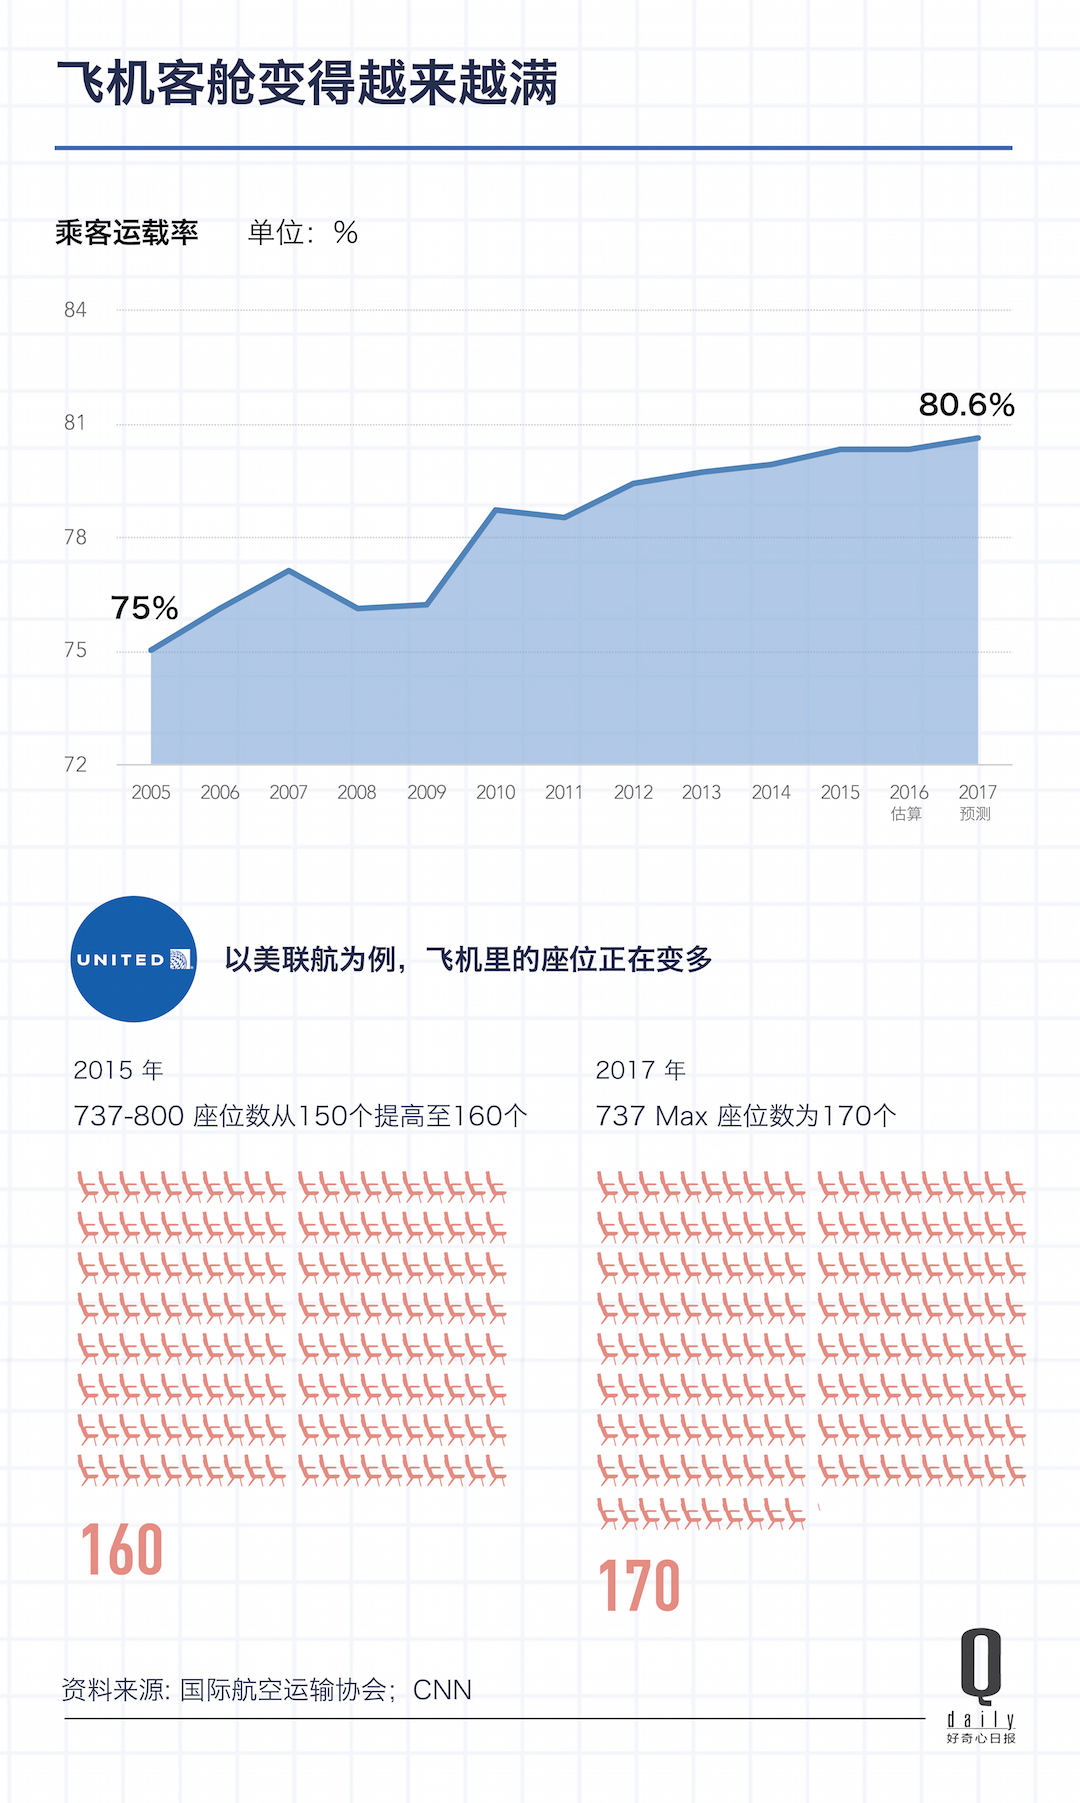 飞机客舱变得越来越满
乘客运载率 单位：%
84
81
78
75
72
75%
80.6%
2005 2006 2007 2008 2009 2010 2011 2012 2013 2014 2015 2016 2017
估算 预测
UNITED
以美联航为例，飞机里的座位正在变多
2015 年
737-800 座位数从150个提高至160个
160
2017 年
737 Max 座位数为170个
170
资料来源: 国际航空运输协会；CNN
Q
daily
好奇心日报